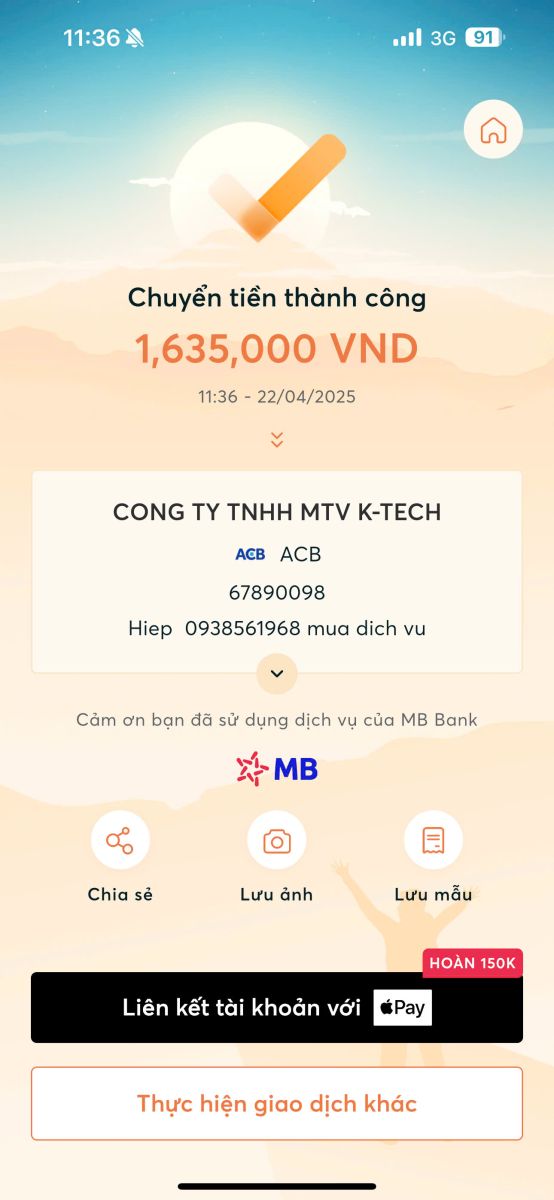 11:36
3G 91
Chuyển tiền thành công
1,635,000 VND
11:36 - 22/04/2025
CONG TY TNHH MTV K-TECH
ACB ACB
67890098
Hiep 0938561968 mua dich vu
Cảm ơn bạn đã sử dụng dịch vụ của MB Bank
MB
Chia sẻ
Lưu ảnh
Lưu mẫu
HOÀN 150K
Liên kết tài khoản với Pay
Thực hiện giao dịch khác